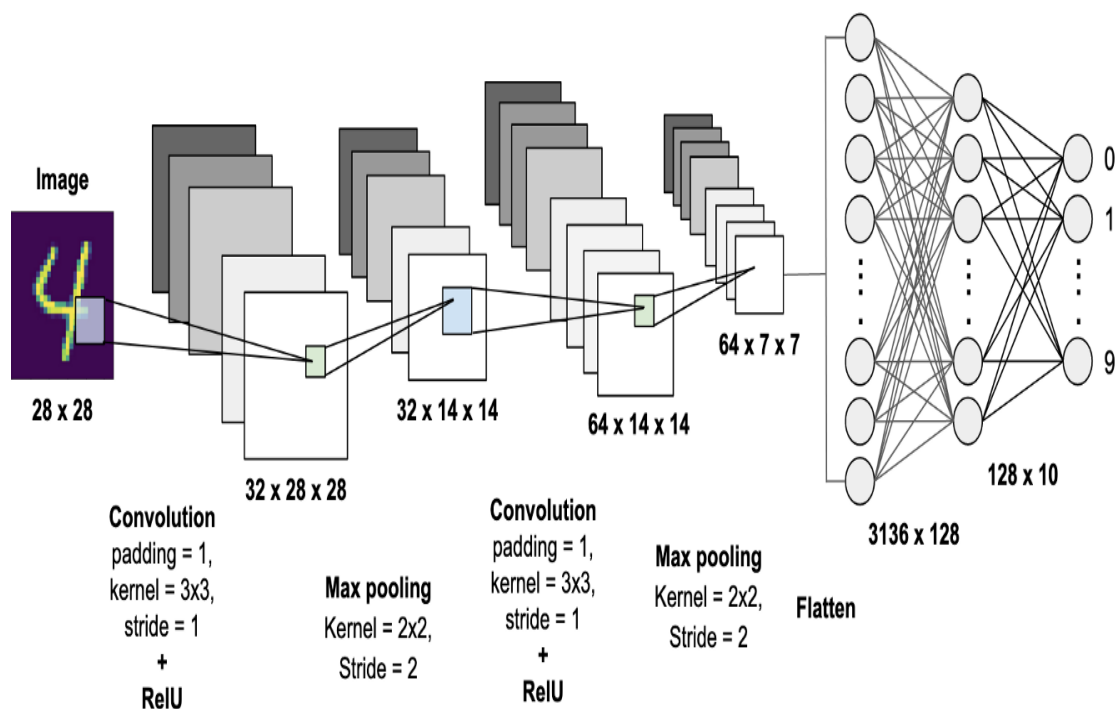 Image
28 x 28
32 x 28 x 28
32 x 14 x 14
64 x 14 x 14
64 x 7 x 7
3136 x 128
128 x 10
0
1
9
Convolution
padding = 1,
kernel = 3x3,
stride = 1
+
RelU
Max pooling
Kernel = 2x2,
Stride = 2
Convolution
padding = 1,
kernel = 3x3,
stride = 1
+
RelU
Max pooling
Kernel = 2x2,
Stride = 2
Flatten